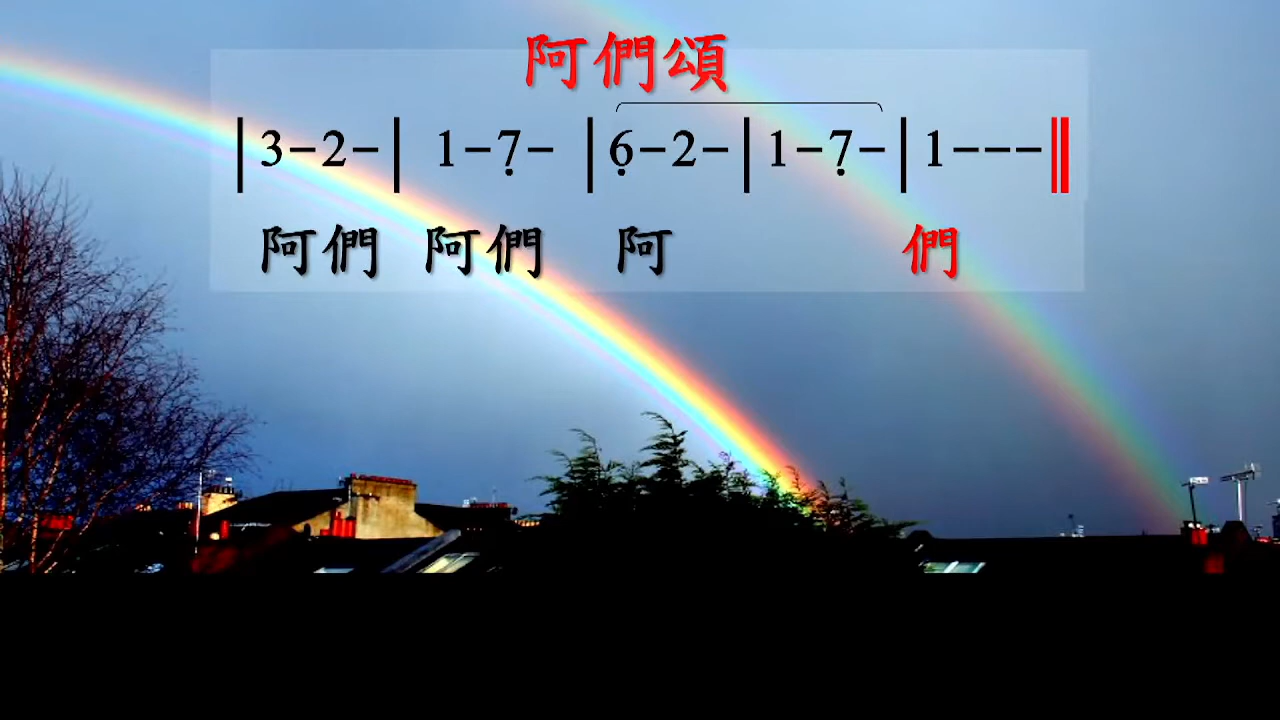 阿們頌
|3-2-| 1-7̣- |6̣-2-|1-7̣-|1---‖
阿們 阿們 阿 們